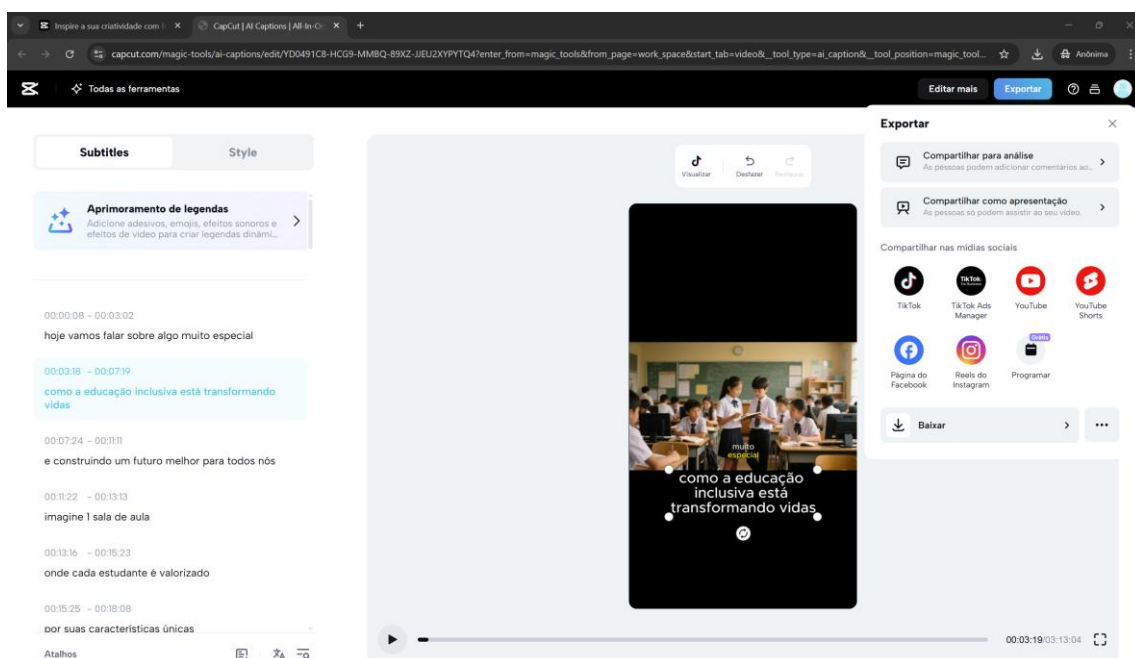 Inspire a sua criatividade com
CapCut | AI Captions | All-In-O
capcut.com/magic-tools/ai-captions/edit/YD0491C8-HCG9-MMBQ-89XZ-JJEU2XYPYTQ4?enter_from=magic_tools&from_page=work_space&start_tab=video&__tool_type=ai_caption&__tool_position=magic_tool...
Anônima
Todas as ferramentas
Editar mais
Exportar
Subtitles
Style
Aprimoramento de legendas
Adicione adesivos, emojis, efeitos sonoros e
efeitos de vídeo para criar legendas dinâmi...
00:00:08 – 00:03:02
hoje vamos falar sobre algo muito especial
00:03:18 – 00:07:19
como a educação inclusiva está transformando
vidas
00:07:24 – 00:11:11
e construindo um futuro melhor para todos nós
00:11:22 – 00:13:13
imagine 1 sala de aula
00:13:16 – 00:15:23
onde cada estudante é valorizado
00:15:25 – 00:18:08
por suas características únicas
Atalhos
Visualizar
Desfazer
Refazer
muito
especial
como a educação
inclusiva está
transformando vidas
00:03:19/03:13:04
Exportar
Compartilhar para análise
As pessoas podem adicionar comentários ao...
Compartilhar como apresentação
As pessoas só podem assistir ao seu vídeo.
Compartilhar nas mídias sociais
TikTok
TikTok Ads
Manager
YouTube
YouTube
Shorts
Grátis
Página do
Facebook
Reels do
Instagram
Programar
Baixar